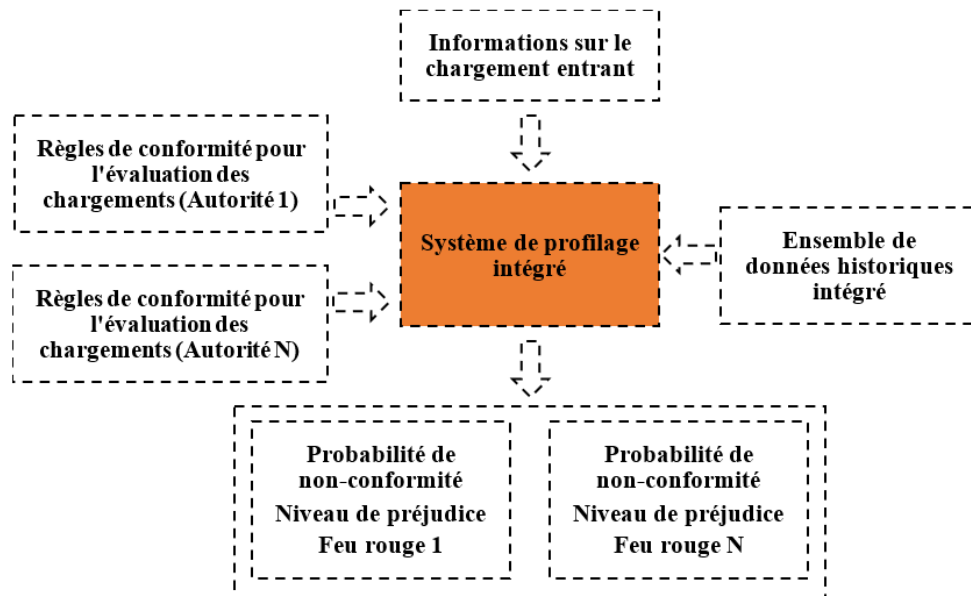 Informations sur le
chargement entrant
Règles de conformité pour
l'évaluation des
chargements (Autorité 1)
Système de profilage
intégré
Ensemble de
données historiques
intégré
Règles de conformité pour
l'évaluation des
chargements (Autorité N)
Probabilité de
non-conformité
Niveau de préjudice
Feu rouge 1
Probabilité de
non-conformité
Niveau de préjudice
Feu rouge N